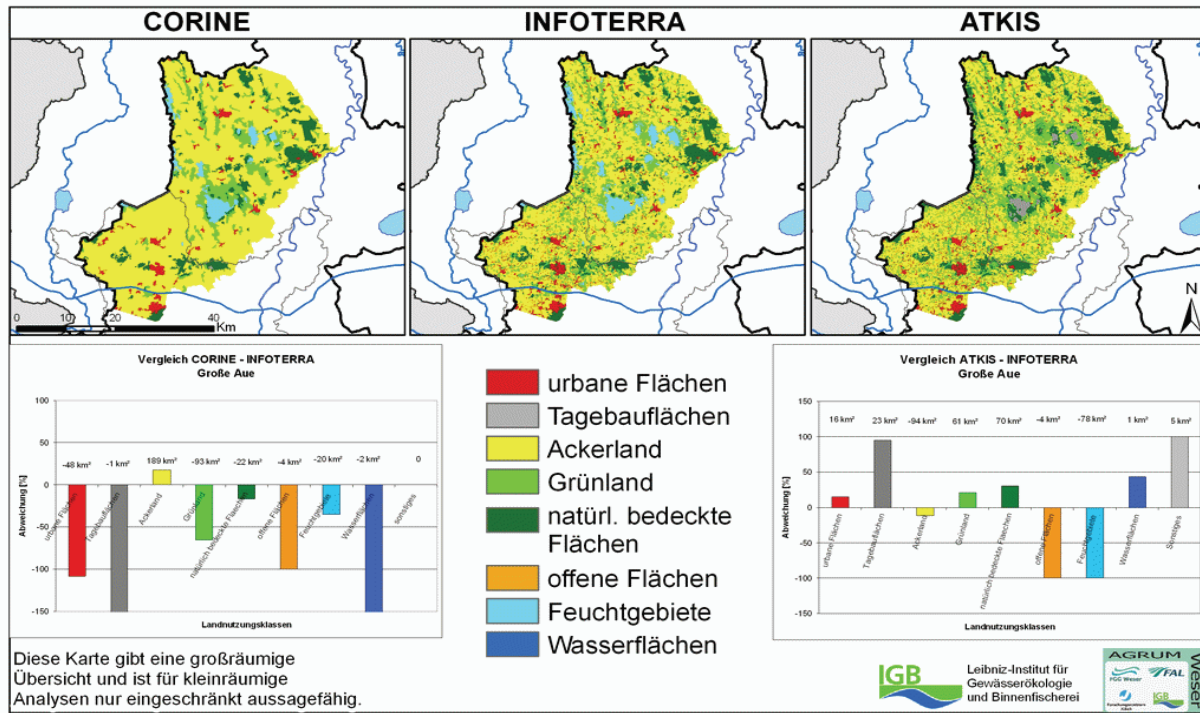 CORINE
INFOTERRA
ATKIS
0 10 20 40
Km
N
Vergleich CORINE - INFOTERRA
Große Aue
Abweichung [%]
100
50
0
-50
-100
-150
-48 km² -1 km² 189 km² -93 km² -22 km² -4 km² -20 km² -2 km² 0
urbane Flächen
Tagebauflächen
Ackerland
Grünland
natürlich bedeckte Flaechen
offene Flächen
Feuchtgebiete
Wasserflächen
sonstiges
Landnutzungsklassen
urbane Flächen
Tagebauflächen
Ackerland
Grünland
natürl. bedeckte
Flächen
offene Flächen
Feuchtgebiete
Wasserflächen
Vergleich ATKIS - INFOTERRA
Große Aue
Abweichung [%]
150
100
50
0
-50
-100
-150
16 km² 23 km² -94 km² 61 km² 70 km² -4 km² -78 km² 1 km² 5 km²
urbane Flächen
Tagebauflächen
Ackerland
Grünland
natürlich bedeckte Flaechen
offene Flächen
Feuchtgebiete
Wasserflächen
Sonstiges
Landnutzungsklassen
Diese Karte gibt eine großräumige
Übersicht und ist für kleinräumige
Analysen nur eingeschränkt aussagefähig.
IGB
Leibniz-Institut für
Gewässerökologie
und Binnenfischerei
AGRUM
Weser
FGG Weser
FAL
IGB